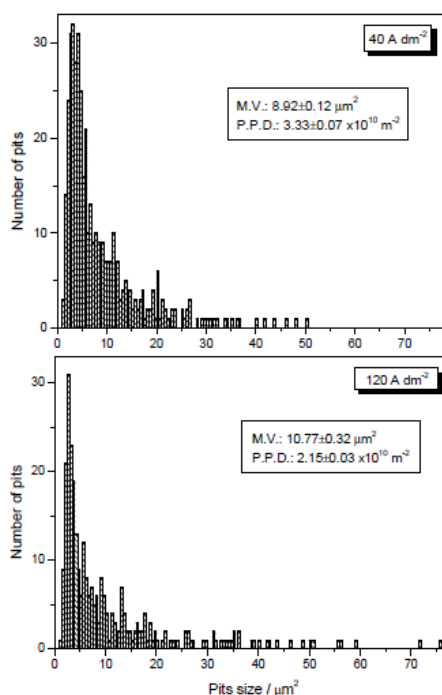 40 A dm-2
M.V.: 8.92±0.12 μm2
P.P.D.: 3.33±0.07 x1010 m-2
Number of pits
30
20
10
0
0 10 20 30 40 50 60 70
120 A dm-2
M.V.: 10.77±0.32 μm2
P.P.D.: 2.15±0.03 x1010 m-2
Number of pits
30
20
10
0
0 10 20 30 40 50 60 70
Pits size / μm2